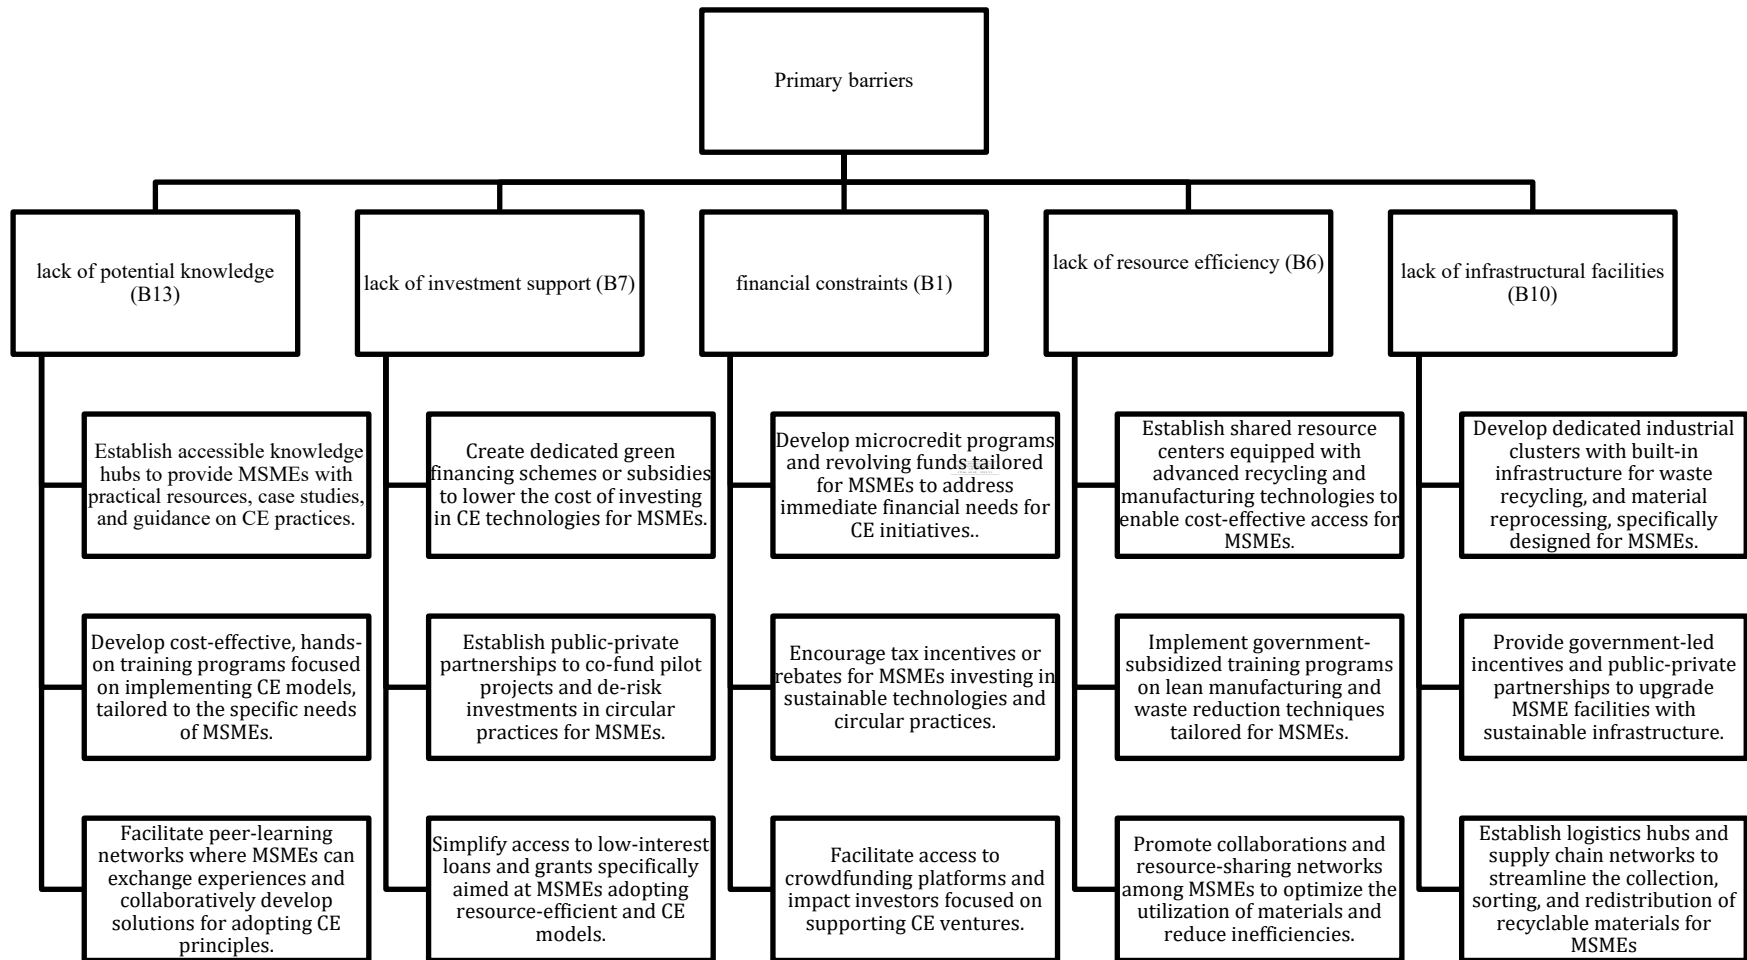 Primary barriers
lack of potential knowledge
(B13)
lack of investment support (B7)
financial constraints (B1)
lack of resource efficiency (B6)
lack of infrastructural facilities
(B10)
Establish accessible knowledge
hubs to provide MSMEs with
practical resources, case studies,
and guidance on CE practices.
Create dedicated green
financing schemes or subsidies
to lower the cost of investing
in CE technologies for MSMEs.
Develop microcredit programs
and revolving funds tailored
for MSMEs to address
immediate financial needs for
CE initiatives..
Establish shared resource
centers equipped with
advanced recycling and
manufacturing technologies to
enable cost-effective access for
MSMEs.
Develop dedicated industrial
clusters with built-in
infrastructure for waste
recycling, and material
reprocessing, specifically
designed for MSMEs.
Develop cost-effective, hands-
on training programs focused
on implementing CE models,
tailored to the specific needs
of MSMEs.
Establish public-private
partnerships to co-fund pilot
projects and de-risk
investments in circular
practices for MSMEs.
Encourage tax incentives or
rebates for MSMEs investing in
sustainable technologies and
circular practices.
Implement government-
subsidized training programs
on lean manufacturing and
waste reduction techniques
tailored for MSMEs.
Provide government-led
incentives and public-private
partnerships to upgrade
MSME facilities with
sustainable infrastructure.
Facilitate peer-learning
networks where MSMEs can
exchange experiences and
collaboratively develop
solutions for adopting CE
principles.
Simplify access to low-interest
loans and grants specifically
aimed at MSMEs adopting
resource-efficient and CE
models.
Facilitate access to
crowdfunding platforms and
impact investors focused on
supporting CE ventures.
Promote collaborations and
resource-sharing networks
among MSMEs to optimize the
utilization of materials and
reduce inefficiencies.
Establish logistics hubs and
supply chain networks to
streamline the collection,
sorting, and redistribution of
recyclable materials for
MSMEs